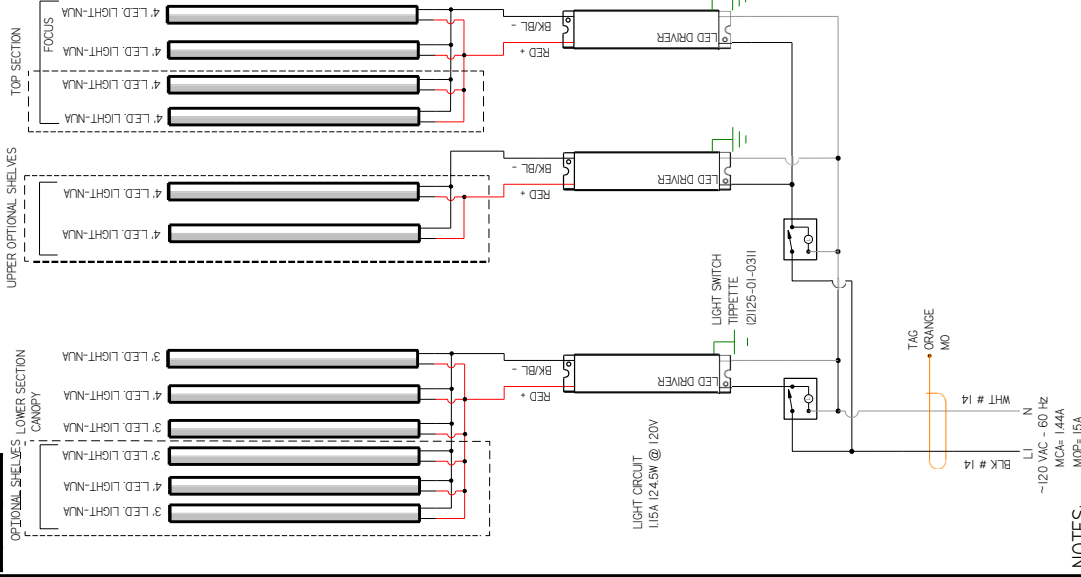 TOP SECTION
FOCUS
4' L.E.D. LIGHT-NUA
4' L.E.D. LIGHT-NUA
4' L.E.D. LIGHT-NUA
4' L.E.D. LIGHT-NUA
BK/BL -
RED +
LED DRIVER
UPPER OPTIONAL SHELVES
4' L.E.D. LIGHT-NUA
4' L.E.D. LIGHT-NUA
BK/BL -
RED +
LED DRIVER
LOWER SECTION
CANOPY
3' L.E.D. LIGHT-NUA
4' L.E.D. LIGHT-NUA
3' L.E.D. LIGHT-NUA
OPTIONAL SHELVES
3' L.E.D. LIGHT-NUA
4' L.E.D. LIGHT-NUA
3' L.E.D. LIGHT-NUA
BK/BL -
RED +
LED DRIVER
LIGHT SWITCH
TIPPETTE
- (2)125-01-0311
LIGHT CIRCUIT
1.15A 124.5W @ 120V
TAG
ORANGE
MO
WHT # 14
BLK # 14
N
L1
~120 VAC - 60 Hz
MCA= 1.44A
MOP= 15A
NOTES: